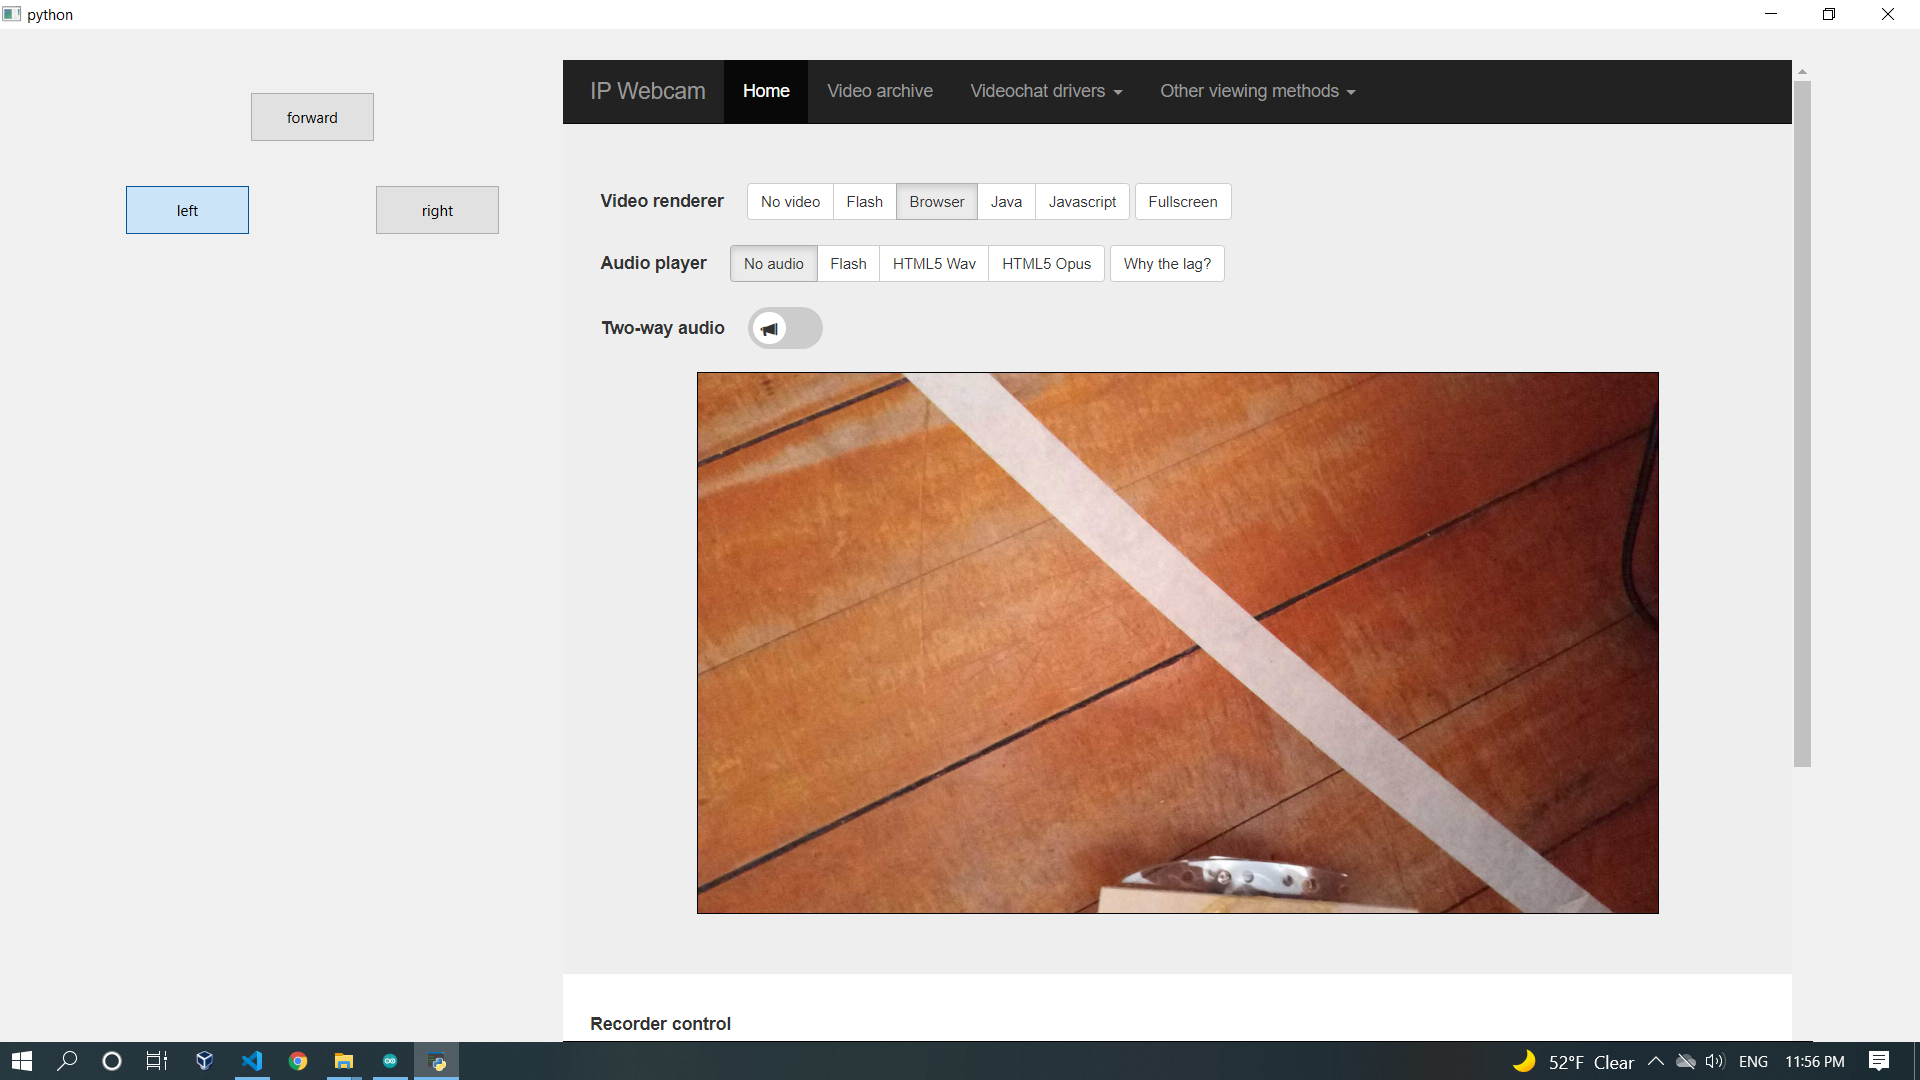 python
forward
left right
IP Webcam Home Video archive Videochat drivers Other viewing methods
Video renderer No video Flash Browser Java Javascript Fullscreen
Audio player No audio Flash HTML5 Wav HTML5 Opus Why the lag?
Two-way audio
Recorder control
52°F Clear ENG 11:56 PM